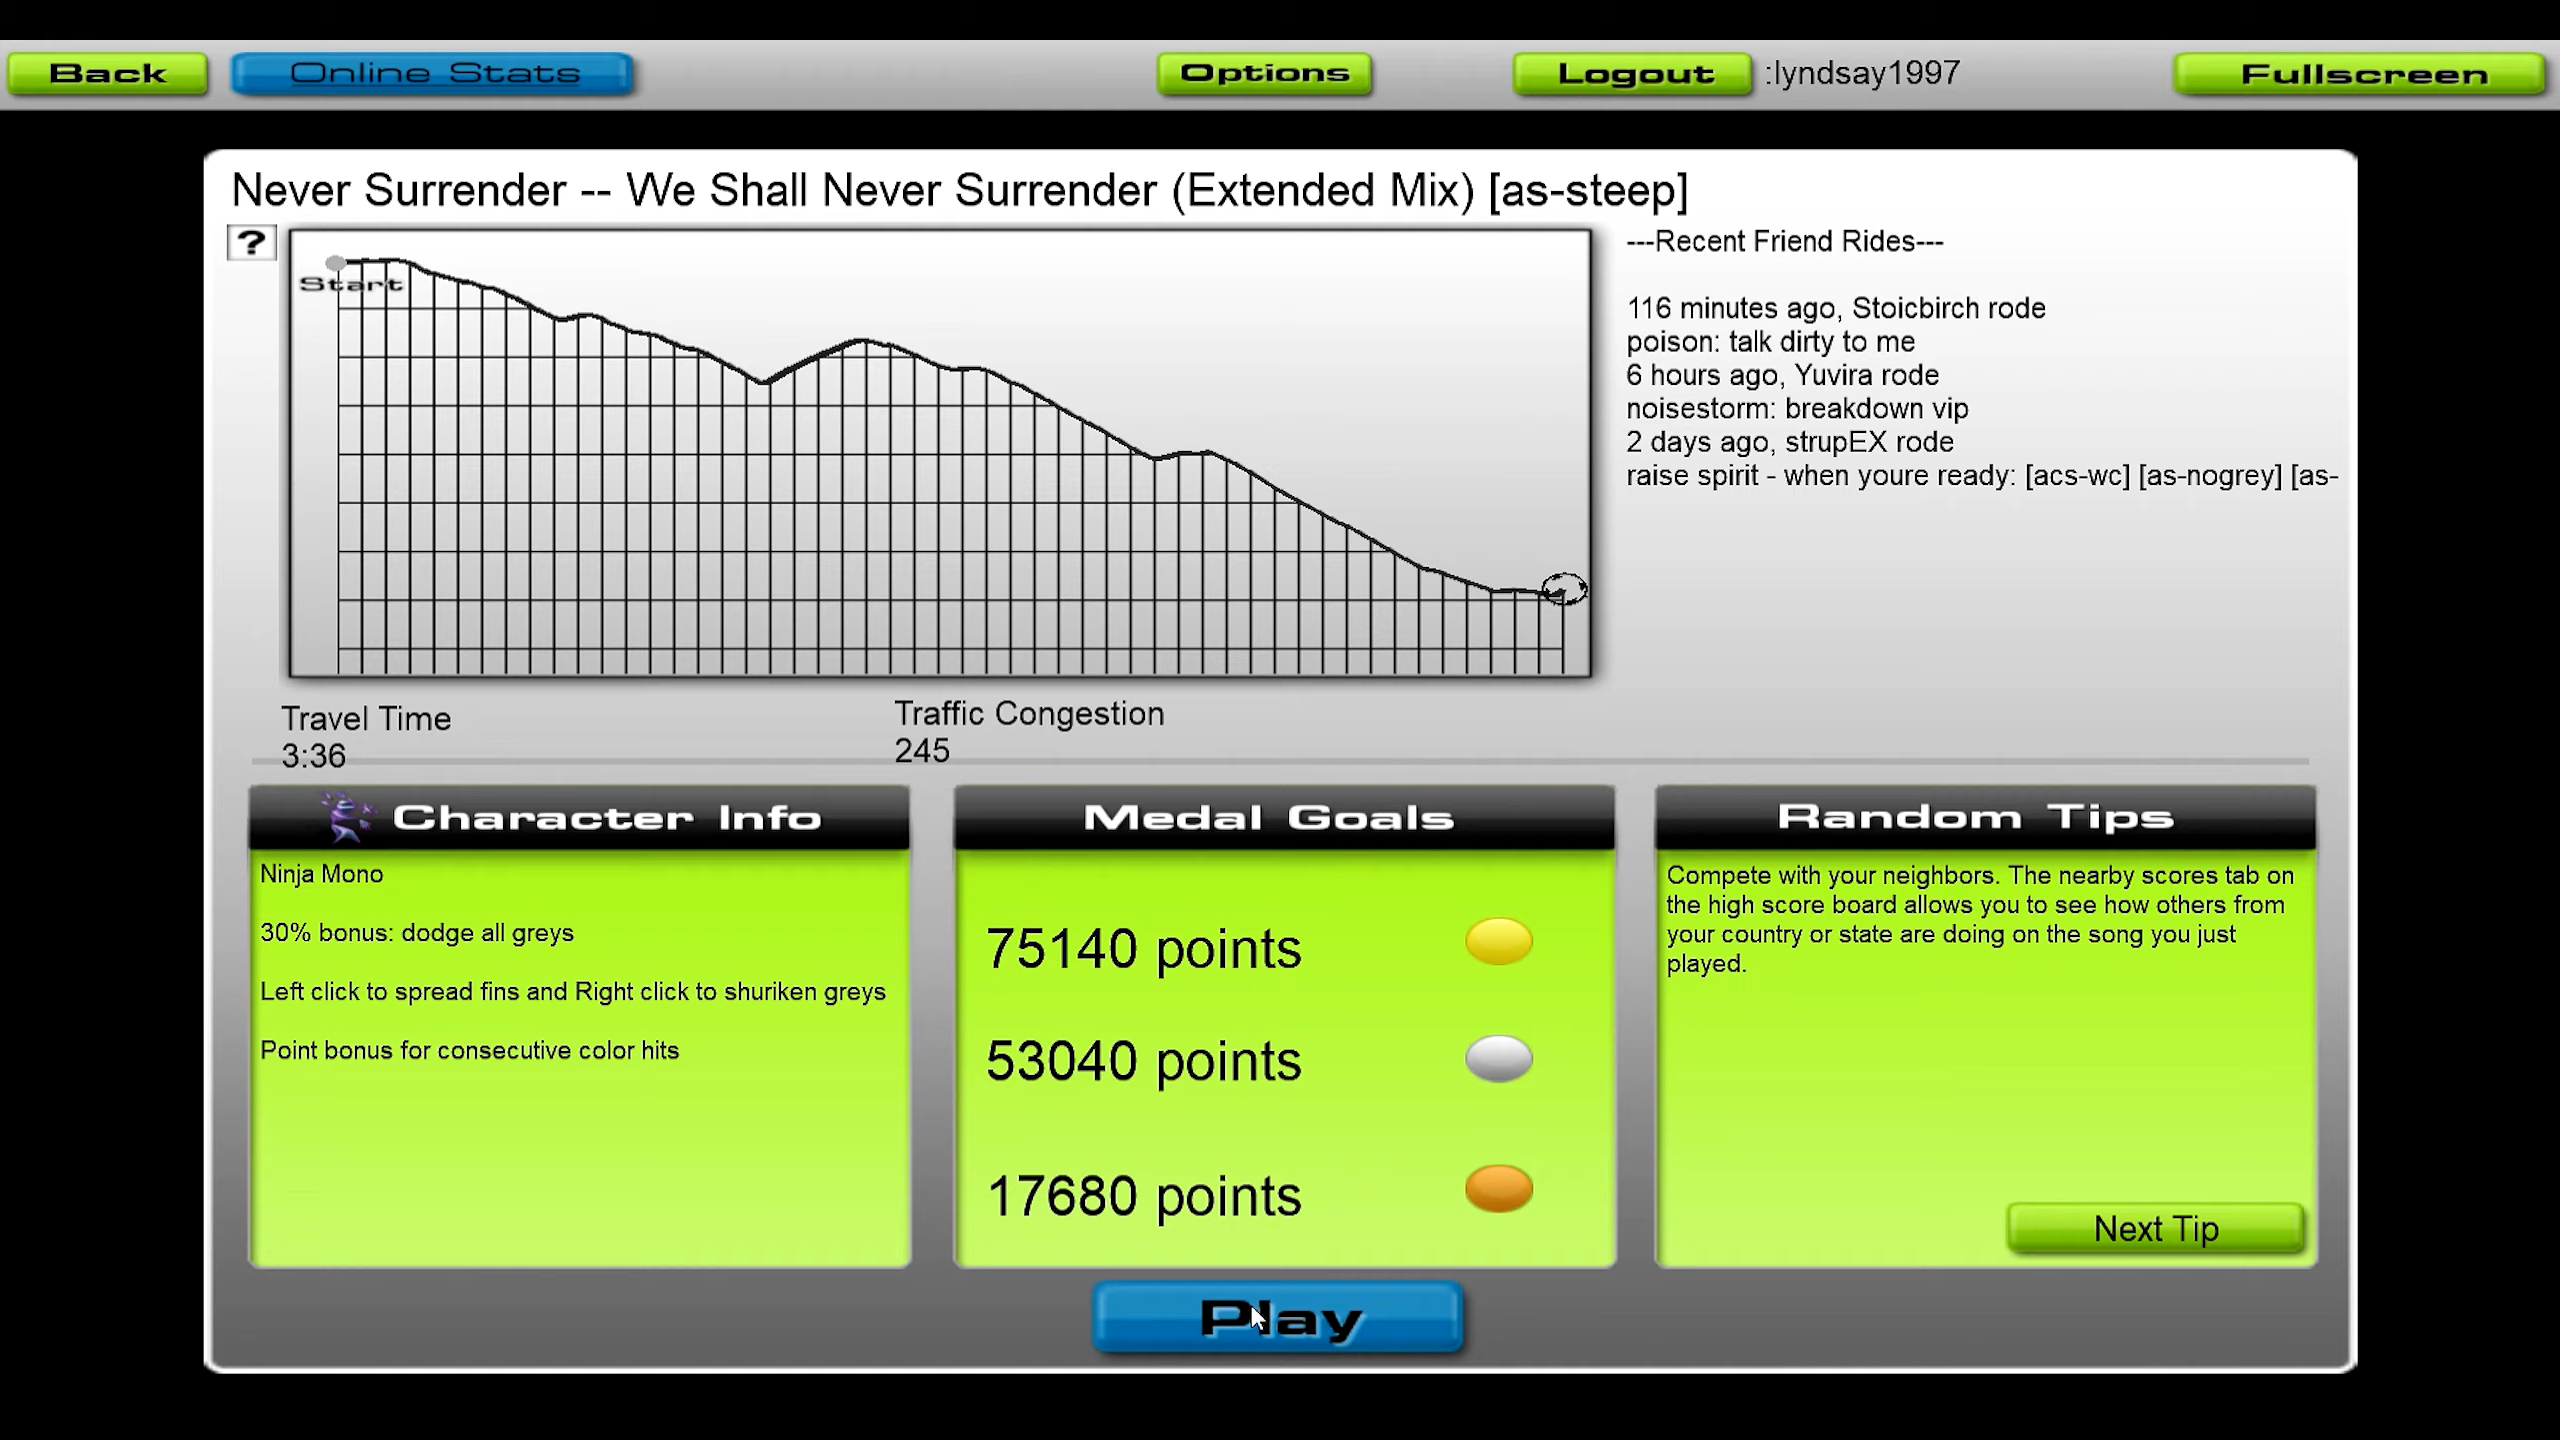 Back
Online Stats
Options
Logout
:lyndsay1997
Fullscreen
Never Surrender -- We Shall Never Surrender (Extended Mix) [as-steep]
?
Start
---Recent Friend Rides---
116 minutes ago, Stoicbirch rode
poison: talk dirty to me
6 hours ago, Yuvira rode
noisestorm: breakdown vip
2 days ago, strupEX rode
raise spirit - when youre ready: [acs-wc] [as-nogrey] [as-
Travel Time
3:36
Traffic Congestion
245
Character Info
Ninja Mono
30% bonus: dodge all greys
Left click to spread fins and Right click to shuriken greys
Point bonus for consecutive color hits
Medal Goals
75140 points
53040 points
17680 points
Random Tips
Compete with your neighbors. The nearby scores tab on
the high score board allows you to see how others from
your country or state are doing on the song you just
played.
Next Tip
Play